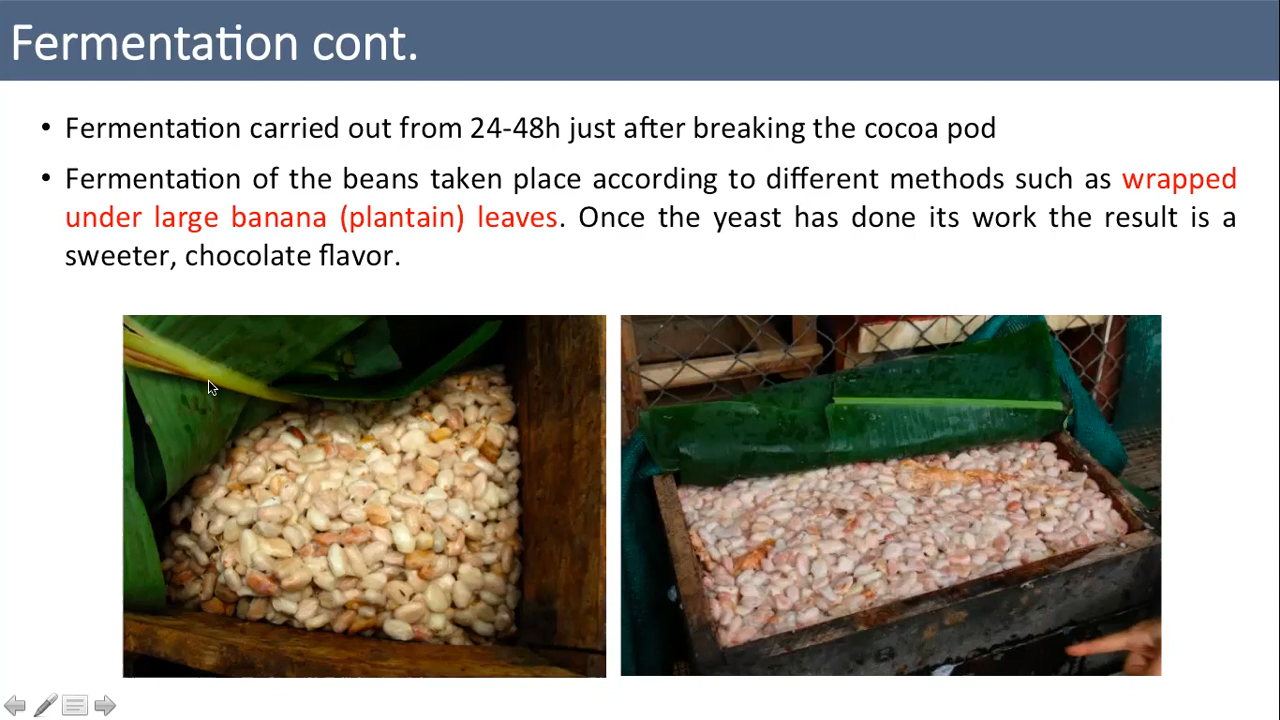 Fermentation cont.
• Fermentation carried out from 24-48h just after breaking the cocoa pod
• Fermentation of the beans taken place according to different methods such as wrapped
under large banana (plantain) leaves. Once the yeast has done its work the result is a
sweeter, chocolate flavor.